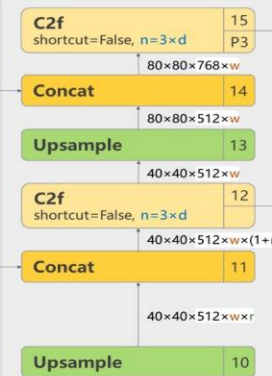 C2f 15
shortcut=False, n=3×d P3
80×80×768×w
Concat 14
80×80×512×w
Upsample 13
40×40×512×w
C2f 12
shortcut=False, n=3×d
40×40×512×w×(1+r
Concat 11
40×40×512×w×r
Upsample 10